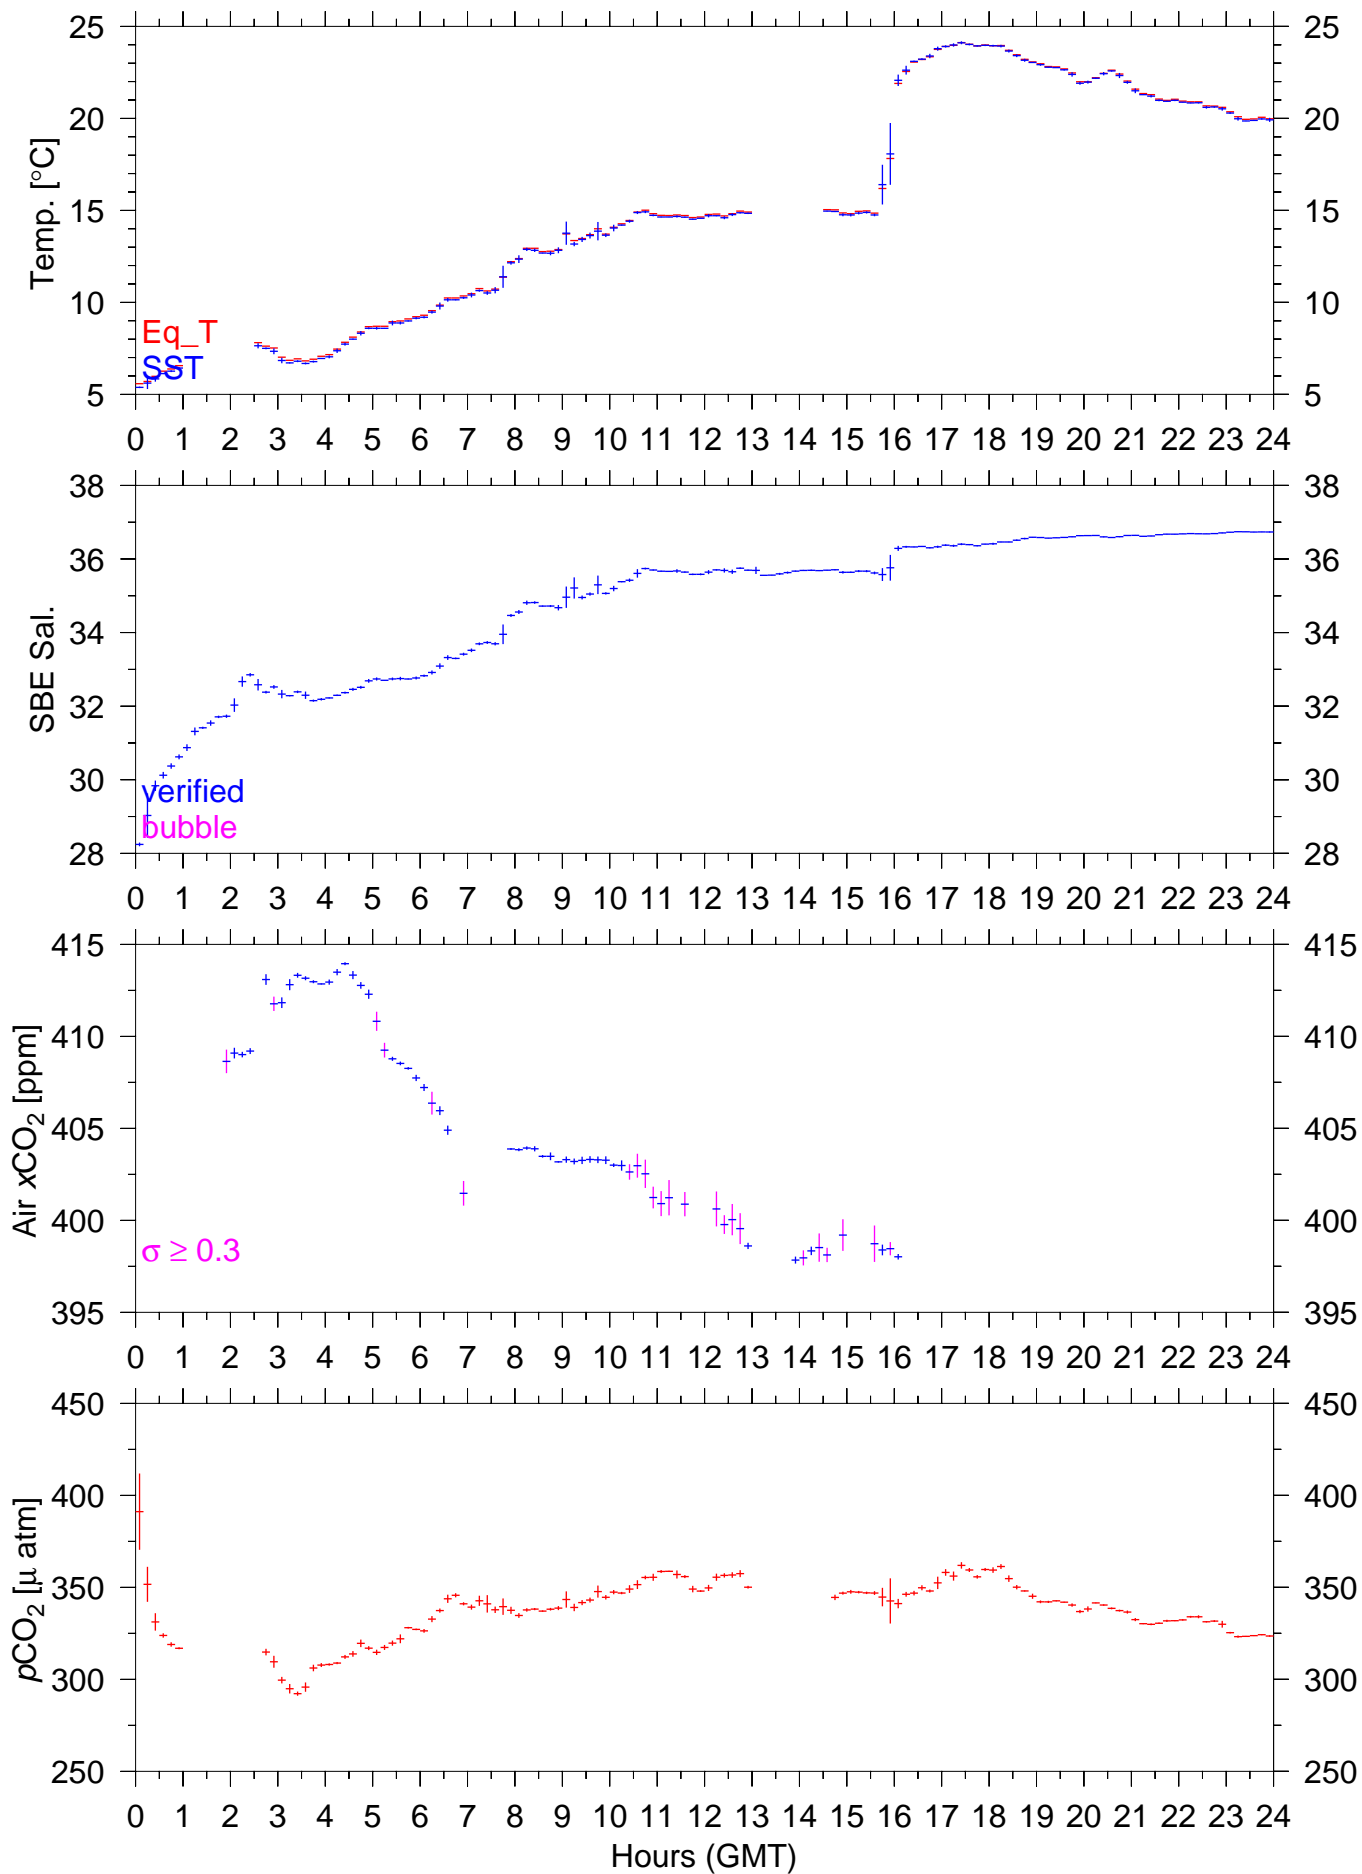 25 25
20 20
15 15
10 10
5 5
Temp. [°C]
Eq_T
SST
0 1 2 3 4 5 6 7 8 9 10 11 12 13 14 15 16 17 18 19 20 21 22 23 24
38 38
36 36
34 34
32 32
30 30
28 28
SBE Sal.
verified
bubble
0 1 2 3 4 5 6 7 8 9 10 11 12 13 14 15 16 17 18 19 20 21 22 23 24
415 415
410 410
405 405
400 400
395 395
Air xCO₂ [ppm]
σ ≥ 0.3
0 1 2 3 4 5 6 7 8 9 10 11 12 13 14 15 16 17 18 19 20 21 22 23 24
450 450
400 400
350 350
300 300
250 250
pCO₂ [μ atm]
0 1 2 3 4 5 6 7 8 9 10 11 12 13 14 15 16 17 18 19 20 21 22 23 24
Hours (GMT)